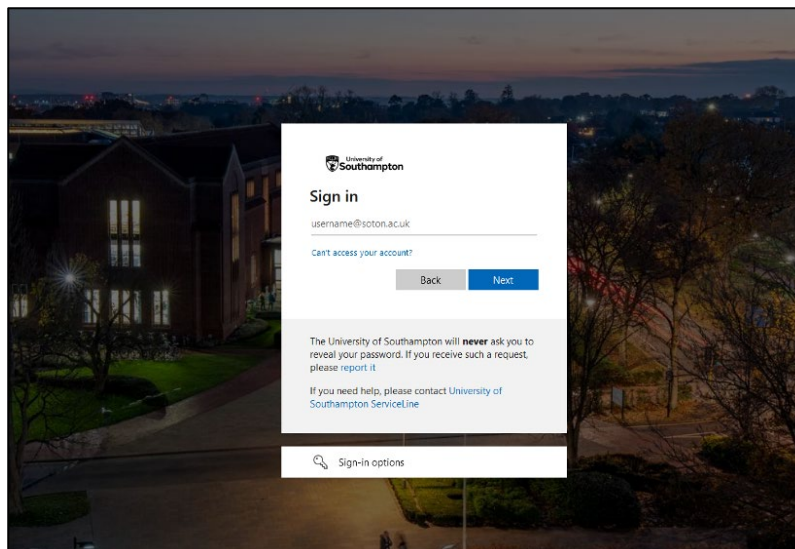 University of
Southampton
Sign in
username@soton.ac.uk
Can't access your account?
Back Next
The University of Southampton will never ask you to
reveal your password. If you receive such a request,
please report it
If you need help, please contact University of
Southampton ServiceLine
Sign-in options